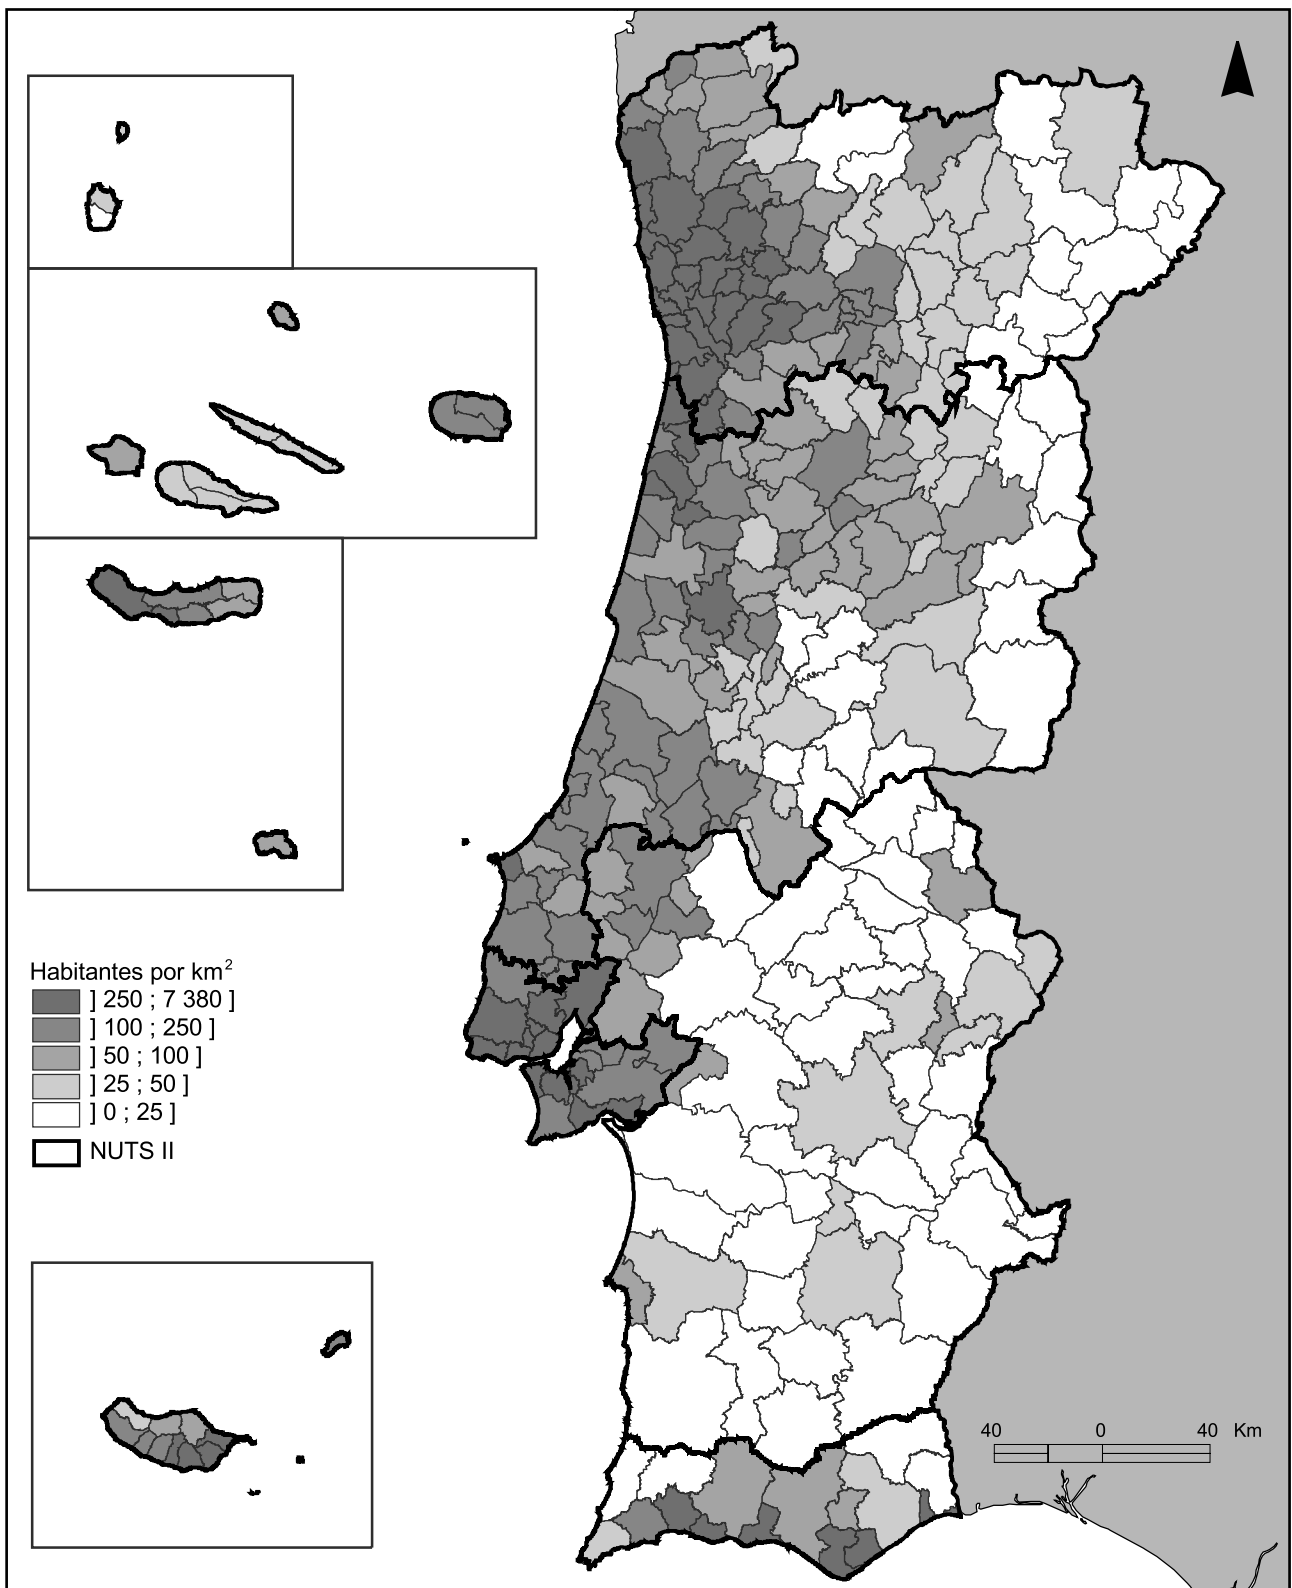 Habitantes por km²
] 250 ; 7 380 ]
] 100 ; 250 ]
] 50 ; 100 ]
] 25 ; 50 ]
] 0 ; 25 ]
NUTS II
40 0 40 Km